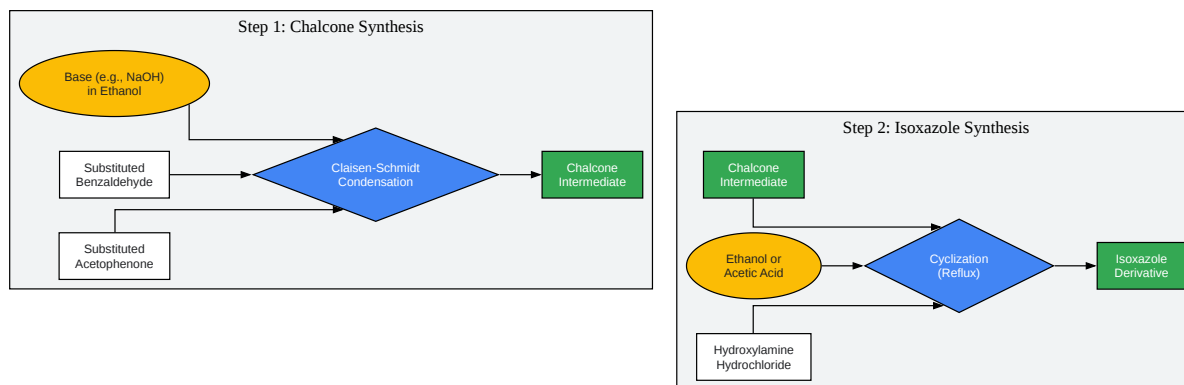 Step 1: Chalcone Synthesis
Base (e.g., NaOH)
in Ethanol
Substituted
Benzaldehyde
Substituted
Acetophenone
Claisen-Schmidt
Condensation
Chalcone
Intermediate
Step 2: Isoxazole Synthesis
Chalcone
Intermediate
Ethanol or
Acetic Acid
Hydroxylamine
Hydrochloride
Cyclization
(Reflux)
Isoxazole
Derivative